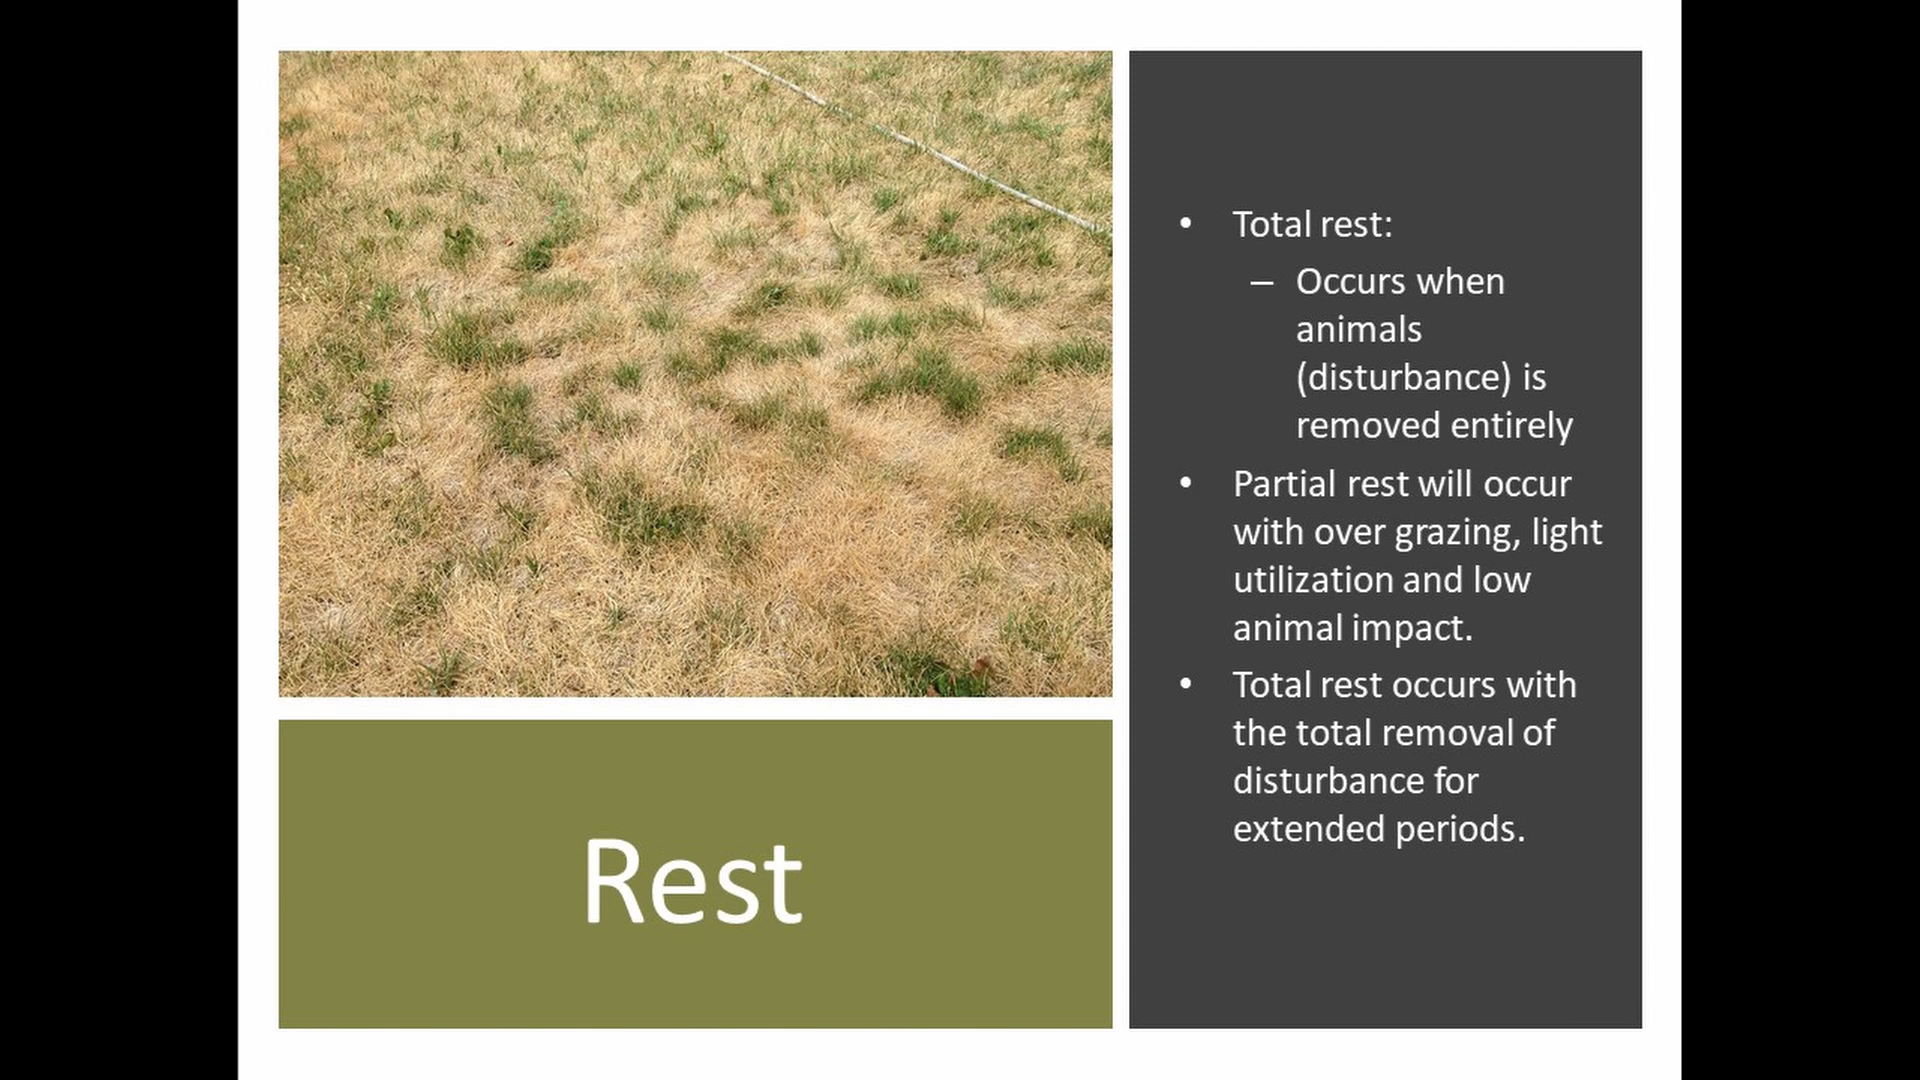 • Total rest:
– Occurs when
animals
(disturbance) is
removed entirely
• Partial rest will occur
with over grazing, light
utilization and low
animal impact.
• Total rest occurs with
the total removal of
disturbance for
extended periods.
Rest